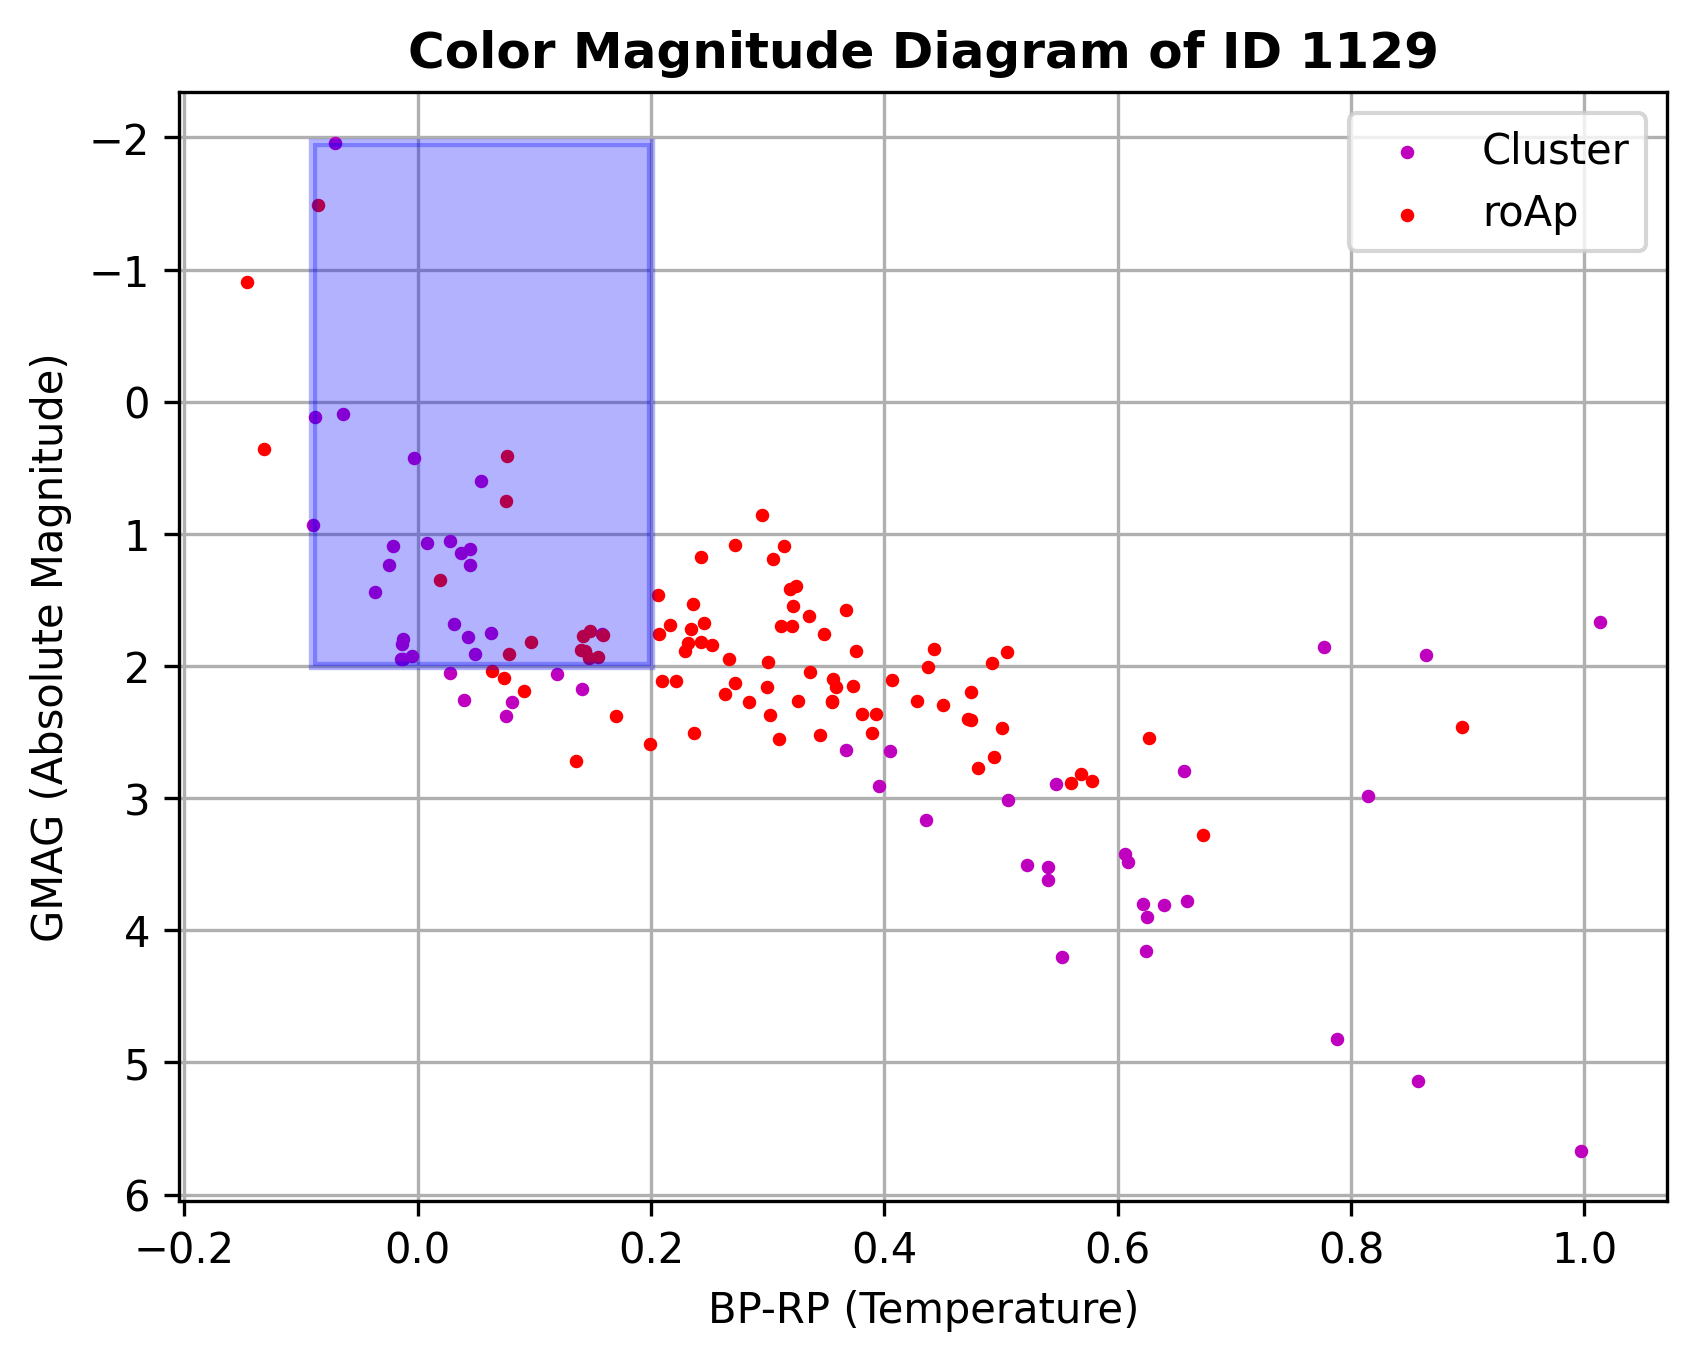 Color Magnitude Diagram of ID 1129
Cluster
roAp
GMAG (Absolute Magnitude)
−2
−1
0
1
2
3
4
5
6
−0.2 0.0 0.2 0.4 0.6 0.8 1.0
BP-RP (Temperature)